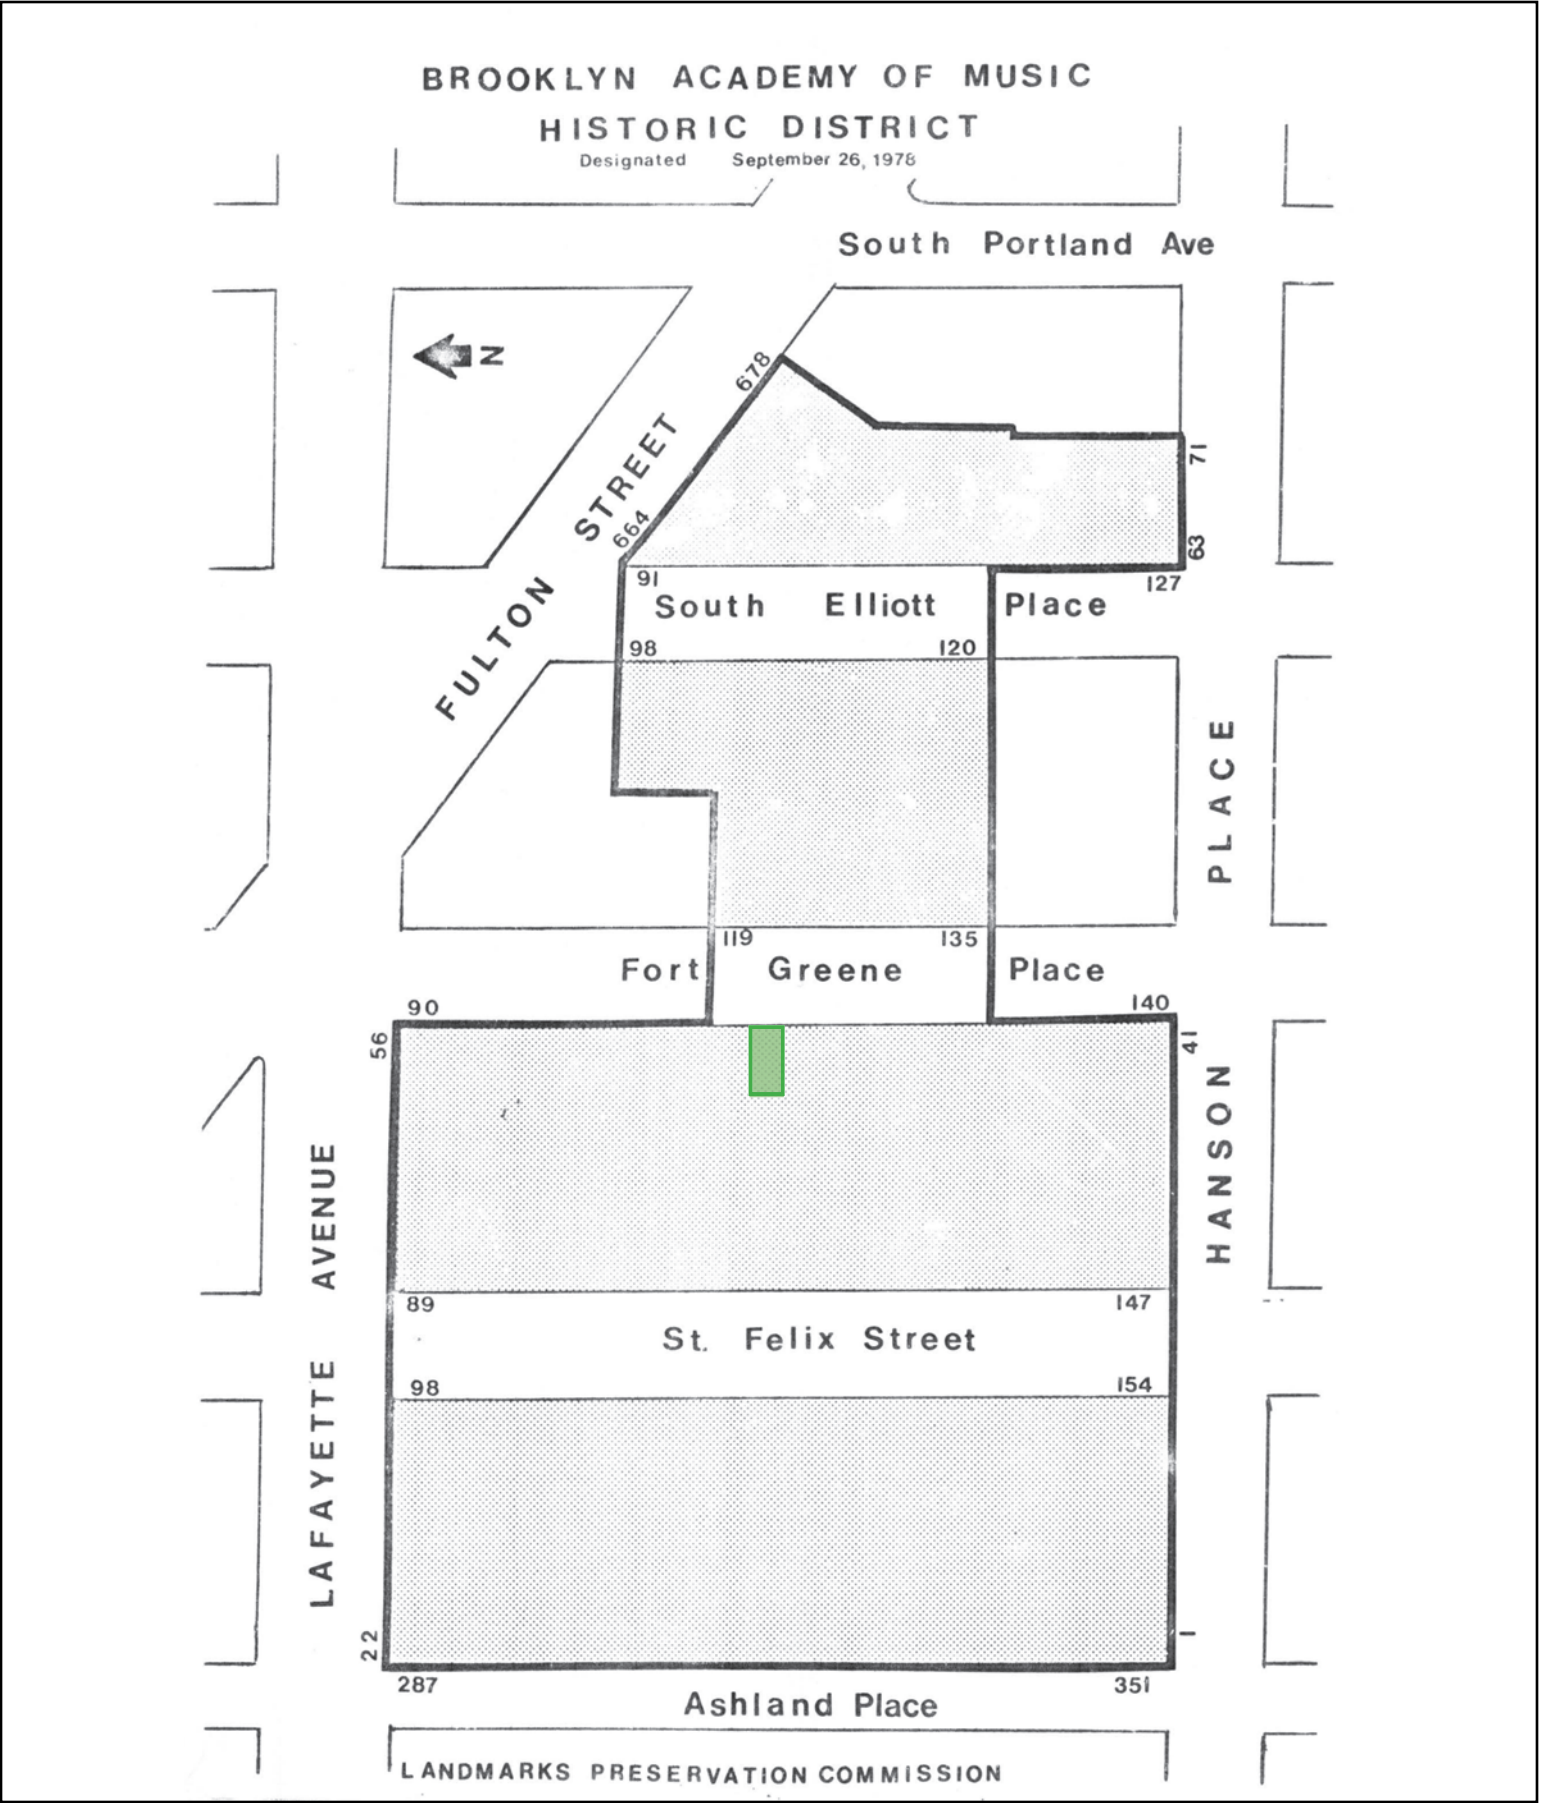 BROOKLYN ACADEMY OF MUSIC
HISTORIC DISTRICT
Designated September 26, 1978
South Portland Ave
N
678
FULTON STREET
664
71
63
91
127
South Elliott Place
98
120
119
135
Fort Greene Place
90
140
56
41
HANSON PLACE
LAFAYETTE AVENUE
89
147
St. Felix Street
98
154
22
1
287
351
Ashland Place
LANDMARKS PRESERVATION COMMISSION